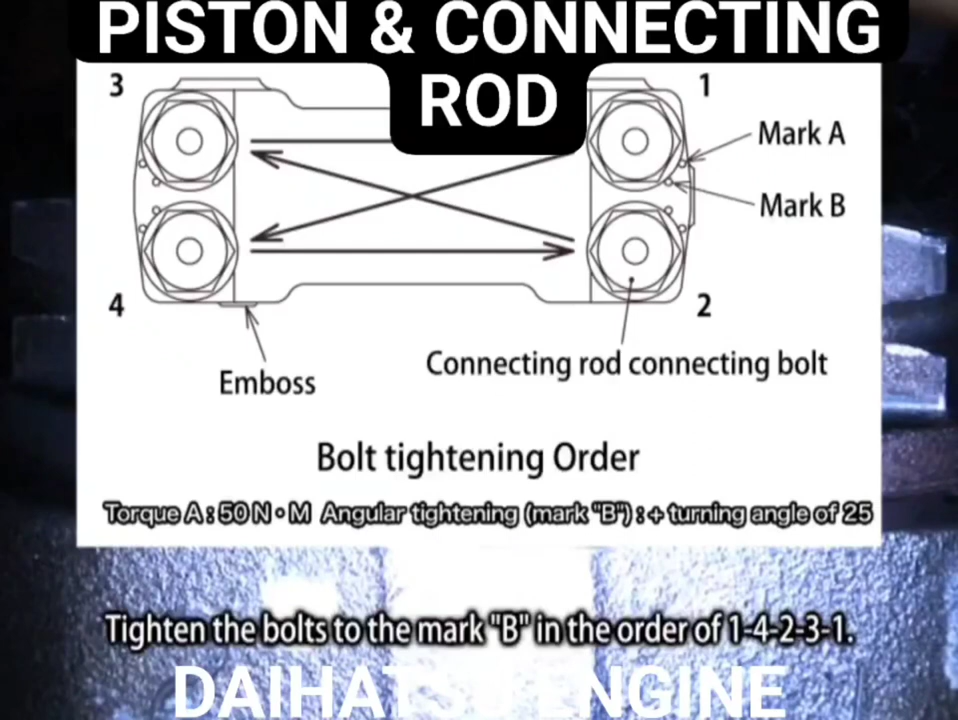 PISTON & CONNECTING
ROD
3
1
Mark A
Mark B
4
2
Emboss
Connecting rod connecting bolt
Bolt tightening Order
Torque A : 50 N・M Angular tightening (mark "B") : + turning angle of 25
Tighten the bolts to the mark "B" in the order of 1-4-2-3-1.
DAIHATSU ENGINE